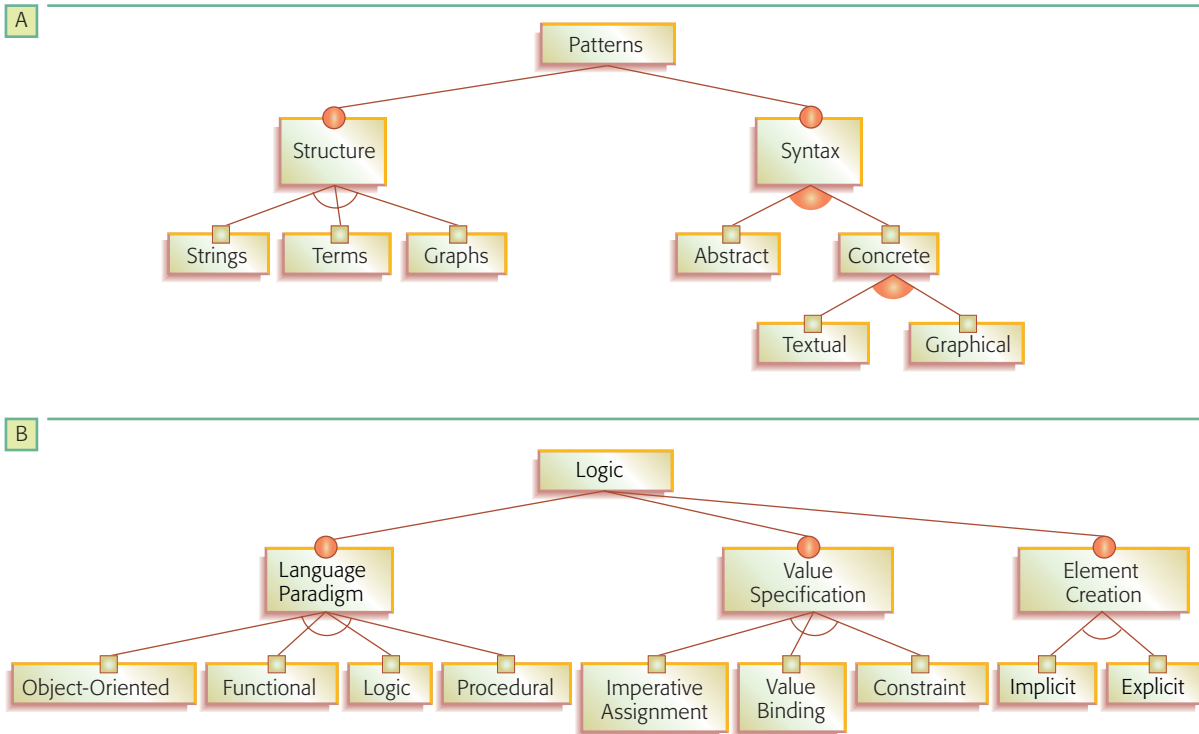 A
Patterns
Structure
Syntax
Strings
Terms
Graphs
Abstract
Concrete
Textual
Graphical
B
Logic
Language
Paradigm
Value
Specification
Element
Creation
Object-Oriented
Functional
Logic
Procedural
Imperative
Assignment
Value
Binding
Constraint
Implicit
Explicit